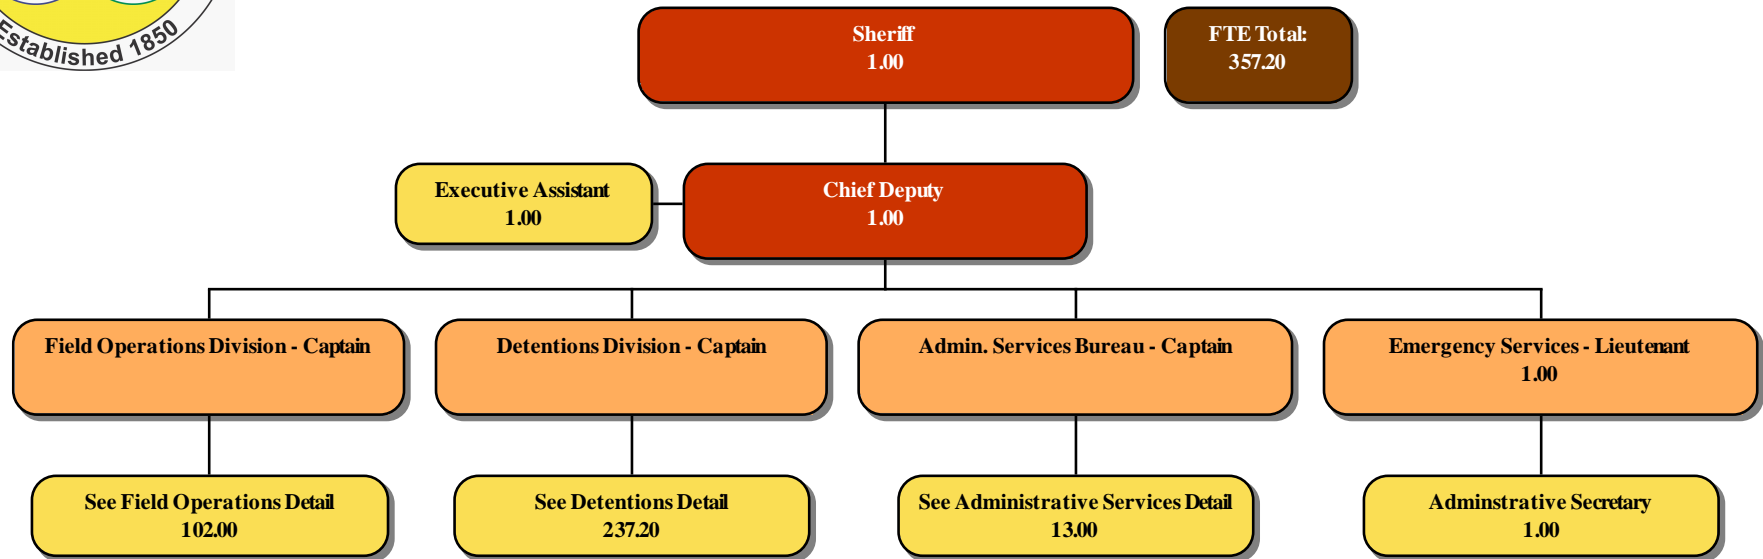 Established 1850
Sheriff
1.00
FTE Total:
357.20
Executive Assistant
1.00
Chief Deputy
1.00
Field Operations Division - Captain
Detentions Division - Captain
Admin. Services Bureau - Captain
Emergency Services - Lieutenant
1.00
See Field Operations Detail
102.00
See Detentions Detail
237.20
See Administrative Services Detail
13.00
Adminstrative Secretary
1.00